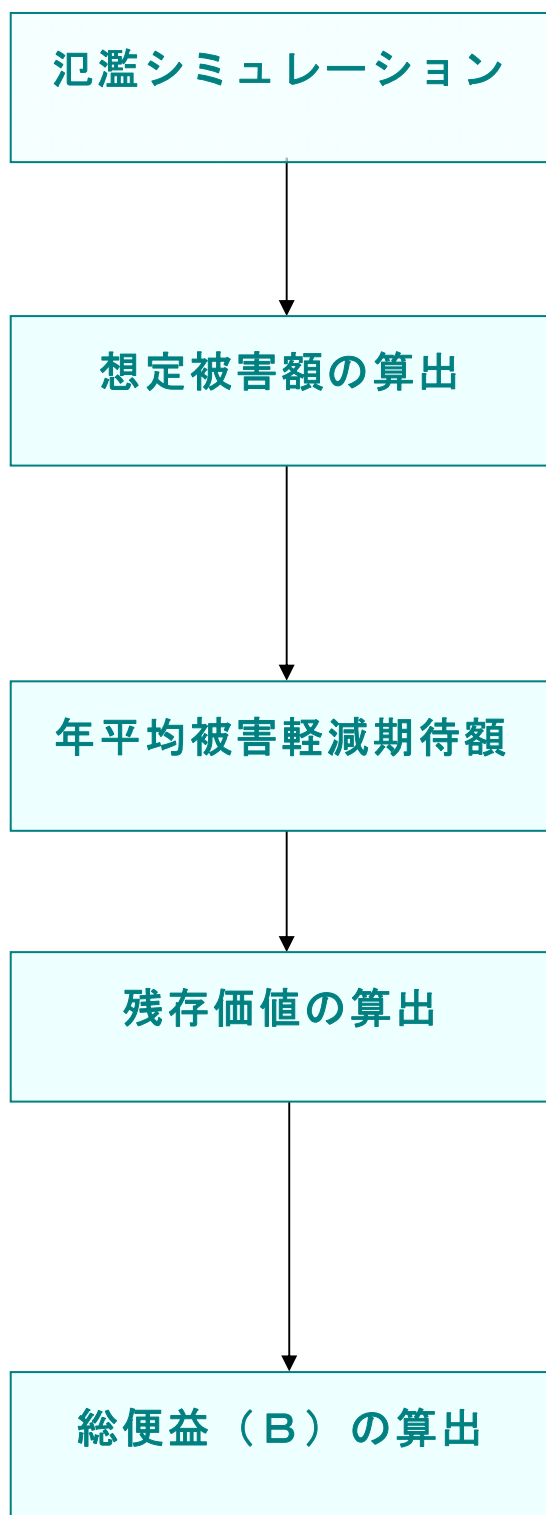 氾濫シミュレーション
想定被害額の算出
年平均被害軽減期待額
残存価値の算出
総便益（Ｂ）の算出